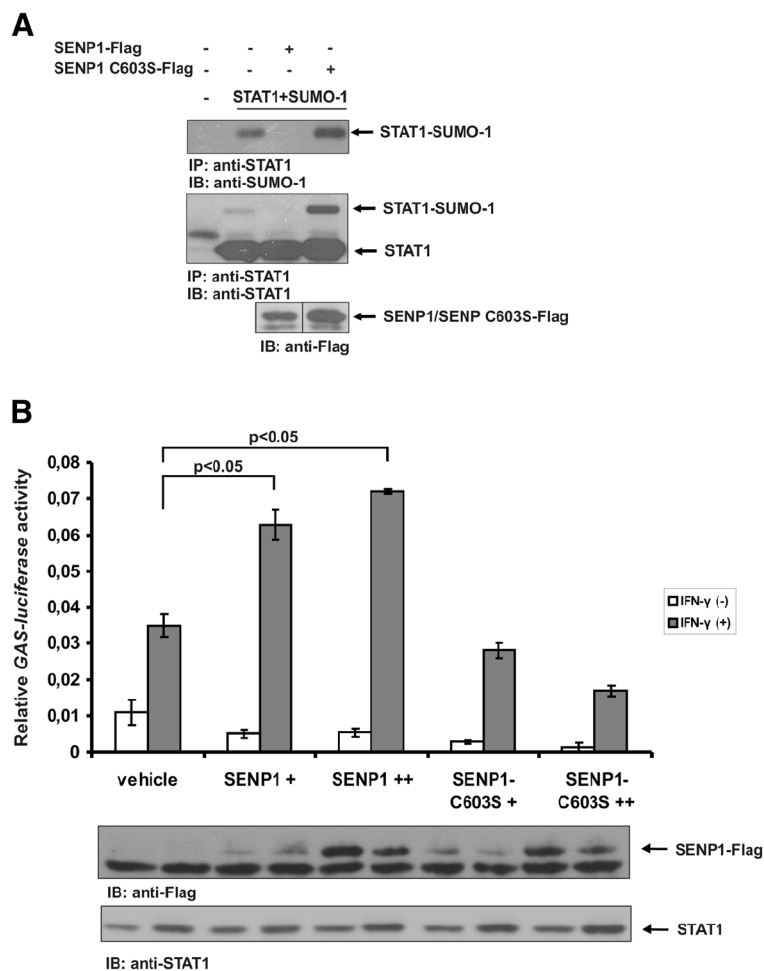 A
SENP1-Flag - - + -
SENP1 C603S-Flag - - - +
- STAT1+SUMO-1
STAT1-SUMO-1
IP: anti-STAT1
IB: anti-SUMO-1
STAT1-SUMO-1
STAT1
IP: anti-STAT1
IB: anti-STAT1
SENP1/SENP C603S-Flag
IB: anti-Flag
B
p<0.05
p<0.05
Relative GAS-luciferase activity
0,08
0,07
0,06
0,05
0,04
0,03
0,02
0,01
0
IFN-γ (-)
IFN-γ (+)
vehicle SENP1 + SENP1 ++ SENP1- SENP1-
C603S + C603S ++
SENP1-Flag
IB: anti-Flag
STAT1
IB: anti-STAT1